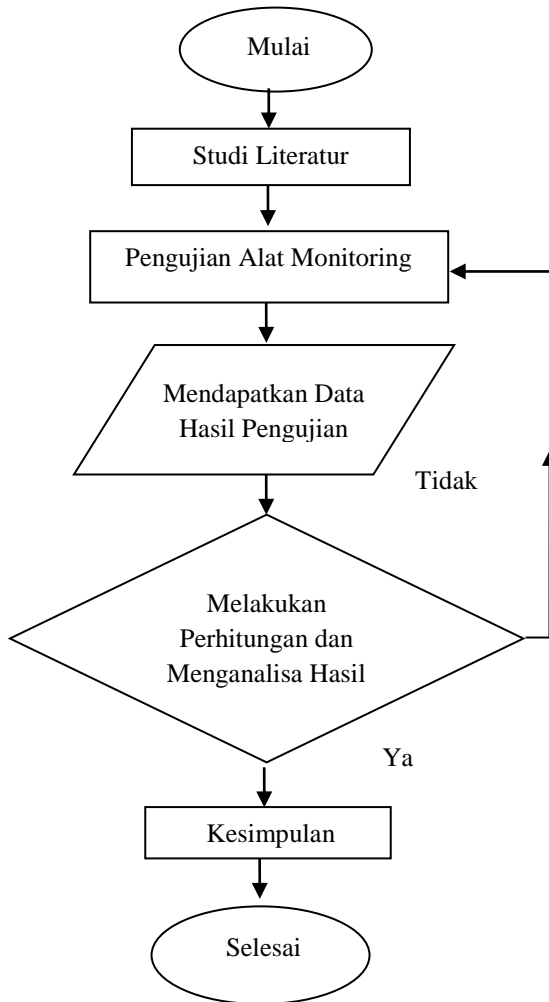 Mulai
Studi Literatur
Pengujian Alat Monitoring
Mendapatkan Data
Hasil Pengujian
Tidak
Melakukan
Perhitungan dan
Menganalisa Hasil
Ya
Kesimpulan
Selesai